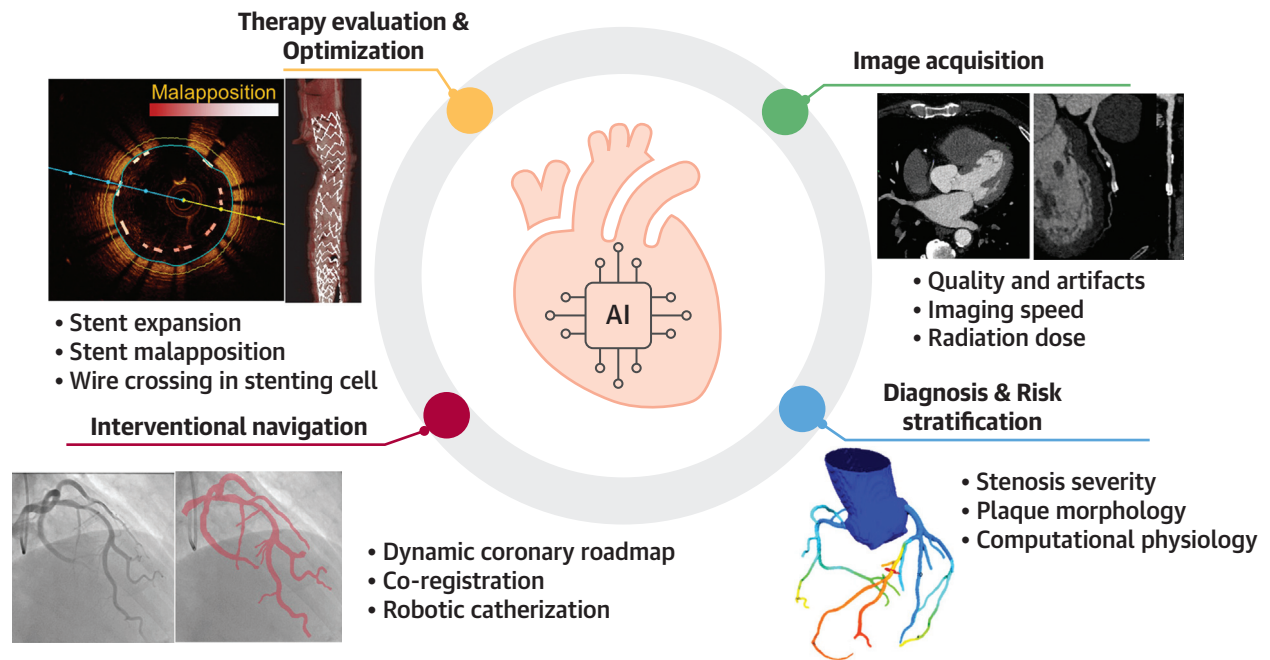 Therapy evaluation &
Optimization
Malapposition
• Stent expansion
• Stent malapposition
• Wire crossing in stenting cell
Image acquisition
• Quality and artifacts
• Imaging speed
• Radiation dose
AI
Interventional navigation
• Dynamic coronary roadmap
• Co-registration
• Robotic catherization
Diagnosis & Risk
stratification
• Stenosis severity
• Plaque morphology
• Computational physiology